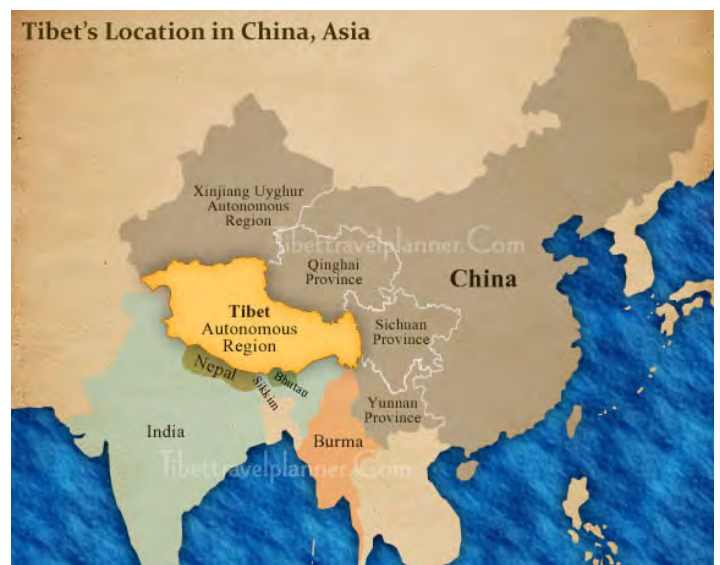 Tibet's Location in China, Asia
Xinjiang Uyghur
Autonomous
Region
Tibettravelplanner.Com
Qinghai
Province
China
Tibet
Autonomous
Region
Sichuan
Province
Nepal
Sikkim
Bhutan
Yunnan
Province
India
Burma
Tibettravelplanner.Com